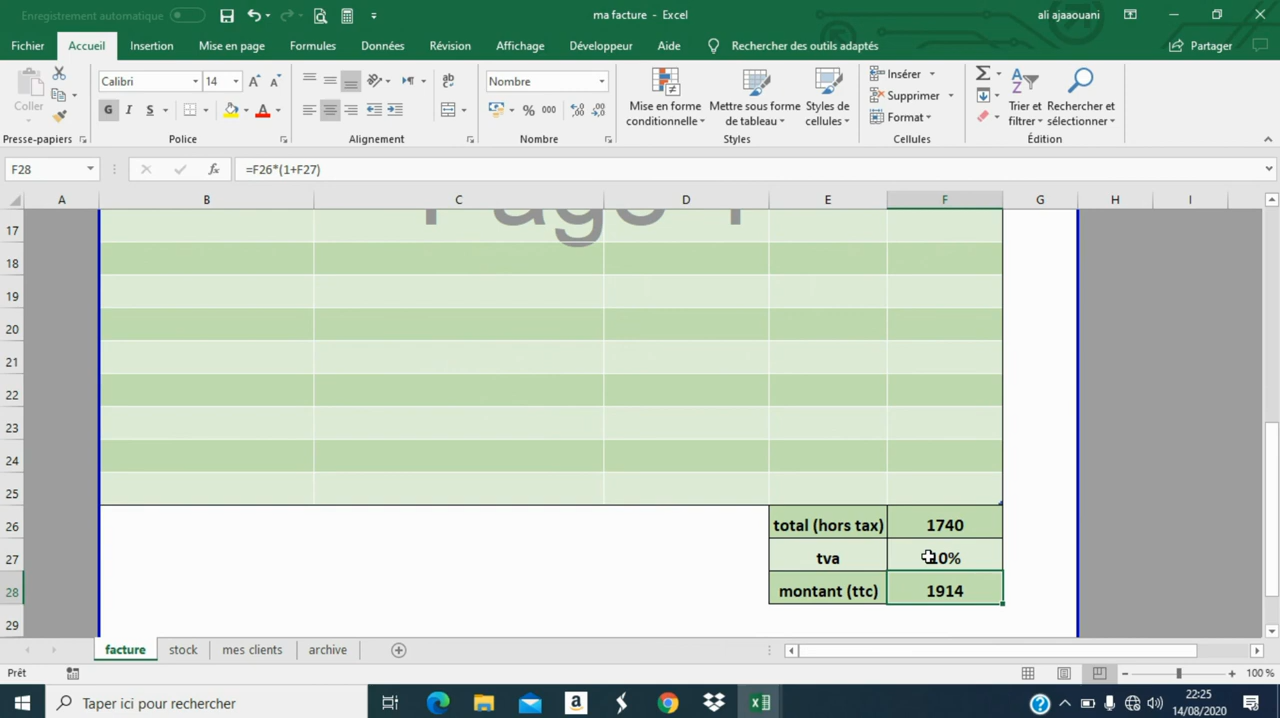 Enregistrement automatique
ma facture - Excel
ali ajaaouani
Fichier Accueil Insertion Mise en page Formules Données Révision Affichage Développeur Aide Rechercher des outils adaptés Partager
Coller
Calibri 14
G I S
Nombre
% 000
Mise en forme conditionnelle
Mettre sous forme de tableau
Styles de cellules
Insérer
Supprimer
Format
Trier et filtrer
Rechercher et sélectionner
Presse-papiers Police Alignement Nombre Styles Cellules Édition
F28 fx =F26*(1+F27)
A B C D E F G H I
Page 1
17
18
19
20
21
22
23
24
25
26 total (hors tax) 1740
27 tva 10%
28 montant (ttc) 1914
29
facture stock mes clients archive
Prêt
100 %
Taper ici pour rechercher
22:25
14/08/2020